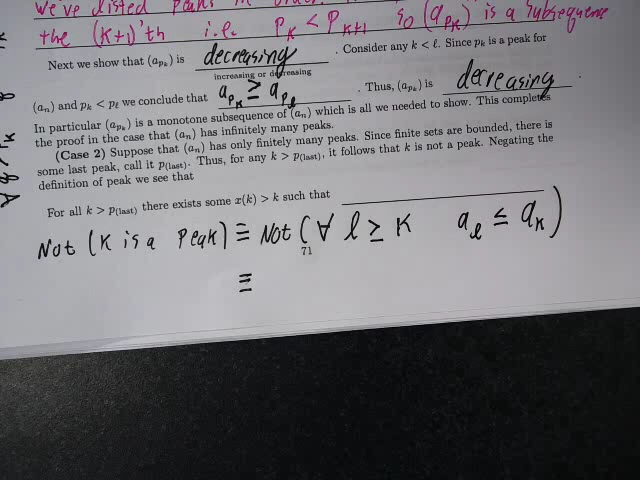 We've listed peaks in order.
the (k+1)'th i.e. P_k < P_{k+1} so (a_{P_k}) is a subsequence
Next we show that (a_{p_k}) is decreasing . Consider any k < ℓ. Since p_k is a peak for
increasing or decreasing
(a_n) and p_k < p_ℓ we conclude that a_{P_k} ≥ a_{P_ℓ} . Thus, (a_{p_k}) is decreasing .
In particular (a_{p_k}) is a monotone subsequence of (a_n) which is all we needed to show. This completes
the proof in the case that (a_n) has infinitely many peaks.
(Case 2) Suppose that (a_n) has only finitely many peaks. Since finite sets are bounded, there is
some last peak, call it p_(last). Thus, for any k > p_(last), it follows that k is not a peak. Negating the
definition of peak we see that
For all k > p_(last) there exists some x(k) > k such that
Not (K is a Peak) ≡ Not (∀ ℓ ≥ K a_ℓ ≤ a_K)
71
≡